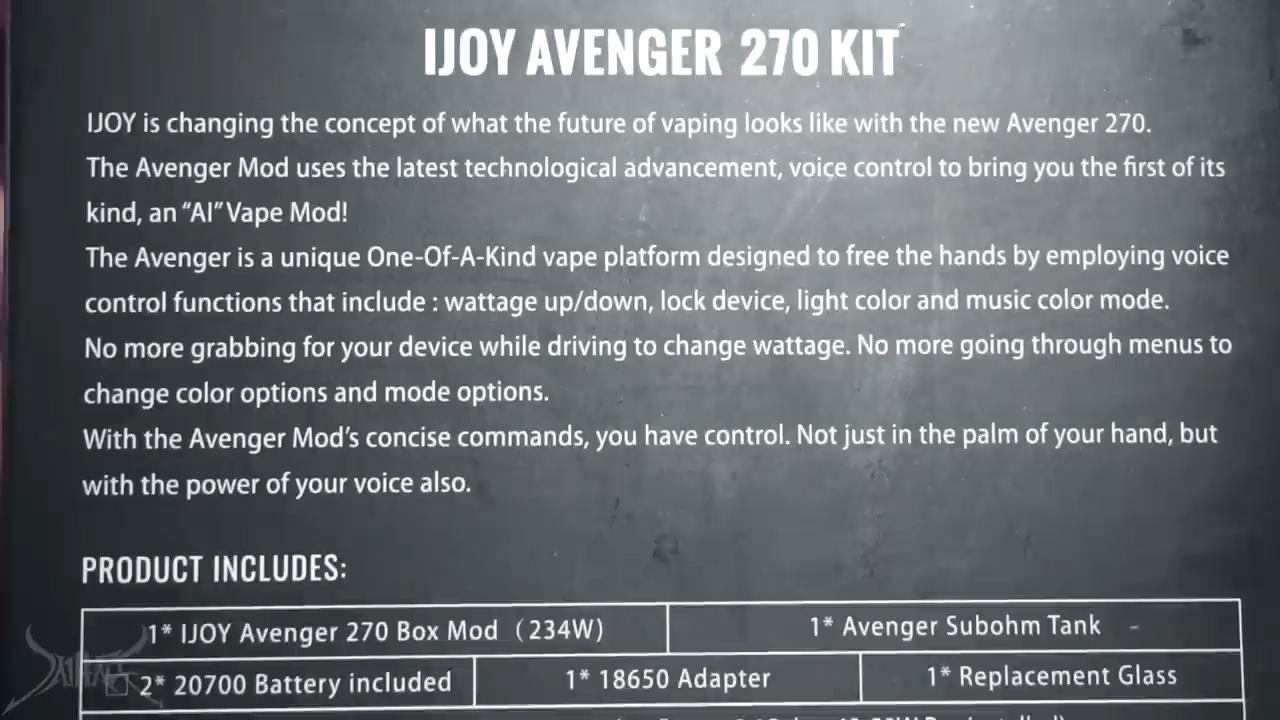 IJOY AVENGER 270 KIT
IJOY is changing the concept of what the future of vaping looks like with the new Avenger 270.
The Avenger Mod uses the latest technological advancement, voice control to bring you the first of its
kind, an “AI” Vape Mod!
The Avenger is a unique One-Of-A-Kind vape platform designed to free the hands by employing voice
control functions that include : wattage up/down, lock device, light color and music color mode.
No more grabbing for your device while driving to change wattage. No more going through menus to
change color options and mode options.
With the Avenger Mod’s concise commands, you have control. Not just in the palm of your hand, but
with the power of your voice also.
PRODUCT INCLUDES:
1* IJOY Avenger 270 Box Mod (234W) 1* Avenger Subohm Tank
2* 20700 Battery included 1* 18650 Adapter 1* Replacement Glass